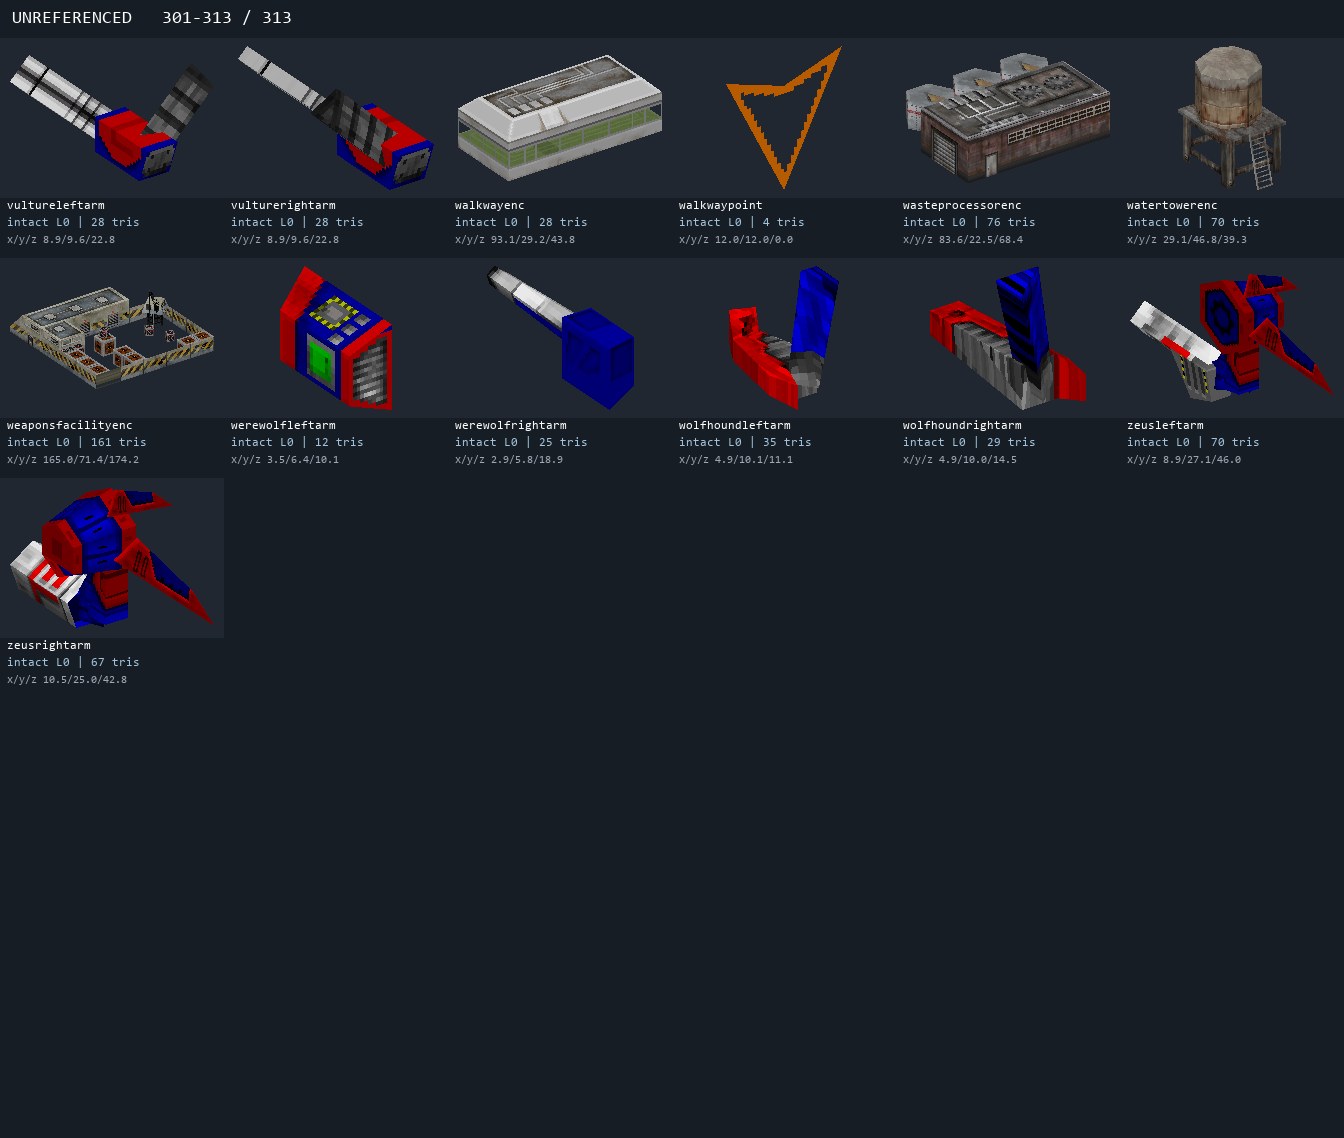 UNREFERENCED 301-313 / 313
vultureleftarm
intact L0 | 28 tris
x/y/z 8.9/9.6/22.8
vulturerightarm
intact L0 | 28 tris
x/y/z 8.9/9.6/22.8
walkwayenc
intact L0 | 28 tris
x/y/z 93.1/29.2/43.8
walkwaypoint
intact L0 | 4 tris
x/y/z 12.0/12.0/0.0
wasteprocessorenc
intact L0 | 76 tris
x/y/z 83.6/22.5/68.4
watertowerenc
intact L0 | 70 tris
x/y/z 29.1/46.8/39.3
weaponsfacilityenc
intact L0 | 161 tris
x/y/z 165.0/71.4/174.2
werewolfleftarm
intact L0 | 12 tris
x/y/z 3.5/6.4/10.1
werewolfrightarm
intact L0 | 25 tris
x/y/z 2.9/5.8/18.9
wolfhoundleftarm
intact L0 | 35 tris
x/y/z 4.9/10.1/11.1
wolfhoundrightarm
intact L0 | 29 tris
x/y/z 4.9/10.0/14.5
zeusleftarm
intact L0 | 70 tris
x/y/z 8.9/27.1/46.0
zeusrightarm
intact L0 | 67 tris
x/y/z 10.5/25.0/42.8